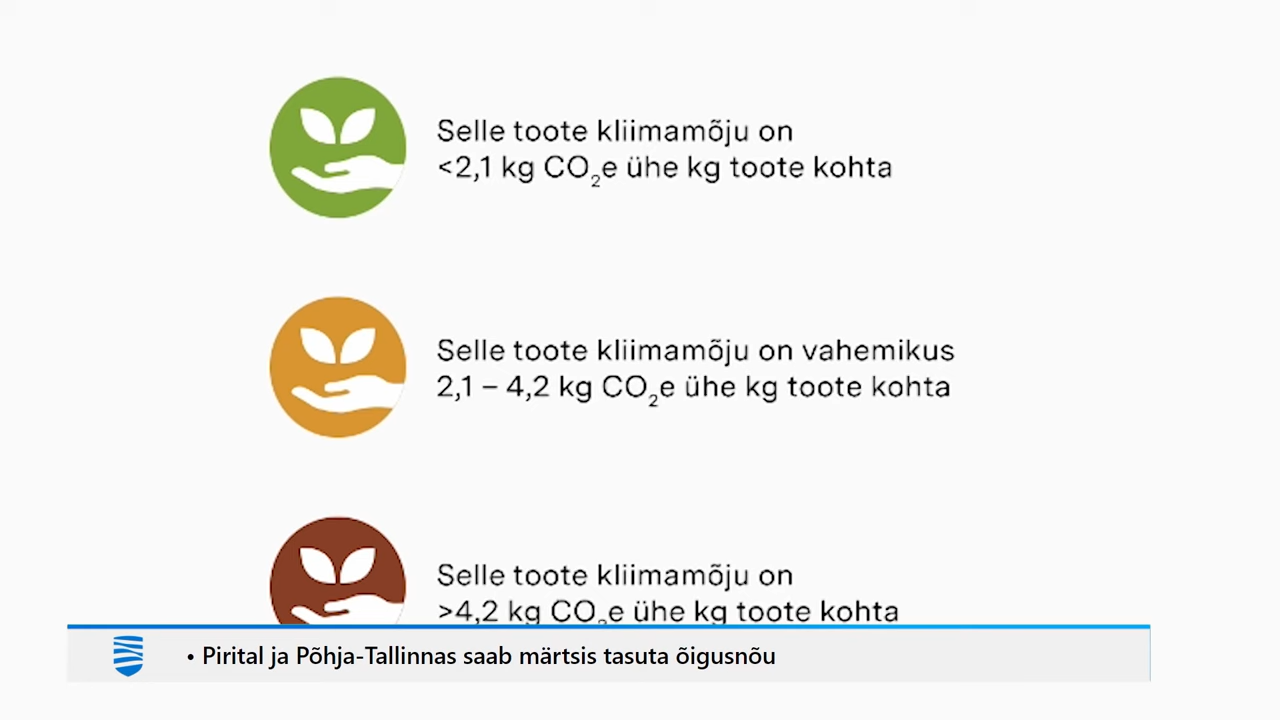 Selle toote kliimamõju on
<2,1 kg CO₂e ühe kg toote kohta
Selle toote kliimamõju on vahemikus
2,1 – 4,2 kg CO₂e ühe kg toote kohta
Selle toote kliimamõju on
>4,2 kg CO₂e ühe kg toote kohta
• Pirital ja Põhja-Tallinnas saab märtsis tasuta õigusnõu